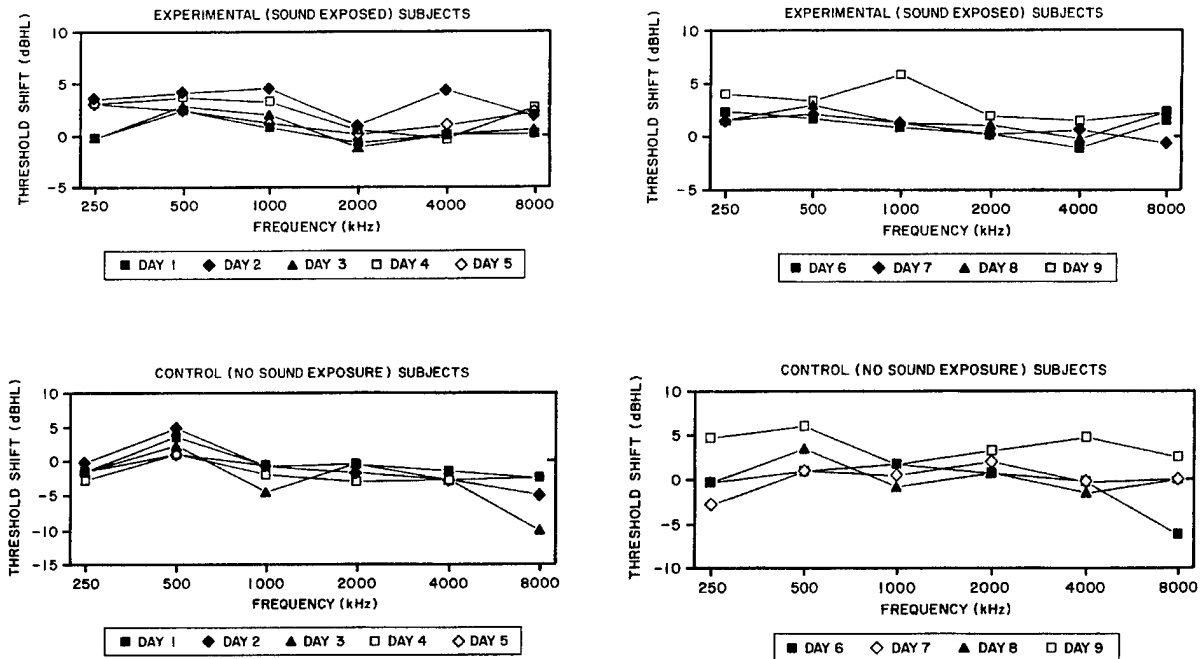 EXPERIMENTAL (SOUND EXPOSED) SUBJECTS
THRESHOLD SHIFT (dBHL)
10
5
0
-5
250 500 1000 2000 4000 8000
FREQUENCY (kHz)
DAY 1 DAY 2 DAY 3 DAY 4 DAY 5
EXPERIMENTAL (SOUND EXPOSED) SUBJECTS
THRESHOLD SHIFT (dBHL)
10
5
0
-5
250 500 1000 2000 4000 8000
FREQUENCY (kHz)
DAY 6 DAY 7 DAY 8 DAY 9
CONTROL (NO SOUND EXPOSURE) SUBJECTS
THRESHOLD SHIFT (dBHL)
10
5
0
-5
-10
-15
250 500 1000 2000 4000 8000
FREQUENCY (kHz)
DAY 1 DAY 2 DAY 3 DAY 4 DAY 5
CONTROL (NO SOUND EXPOSURE) SUBJECTS
THRESHOLD SHIFT (dBHL)
10
5
0
-5
-10
250 500 1000 2000 4000 8000
FREQUENCY (kHz)
DAY 6 DAY 7 DAY 8 DAY 9